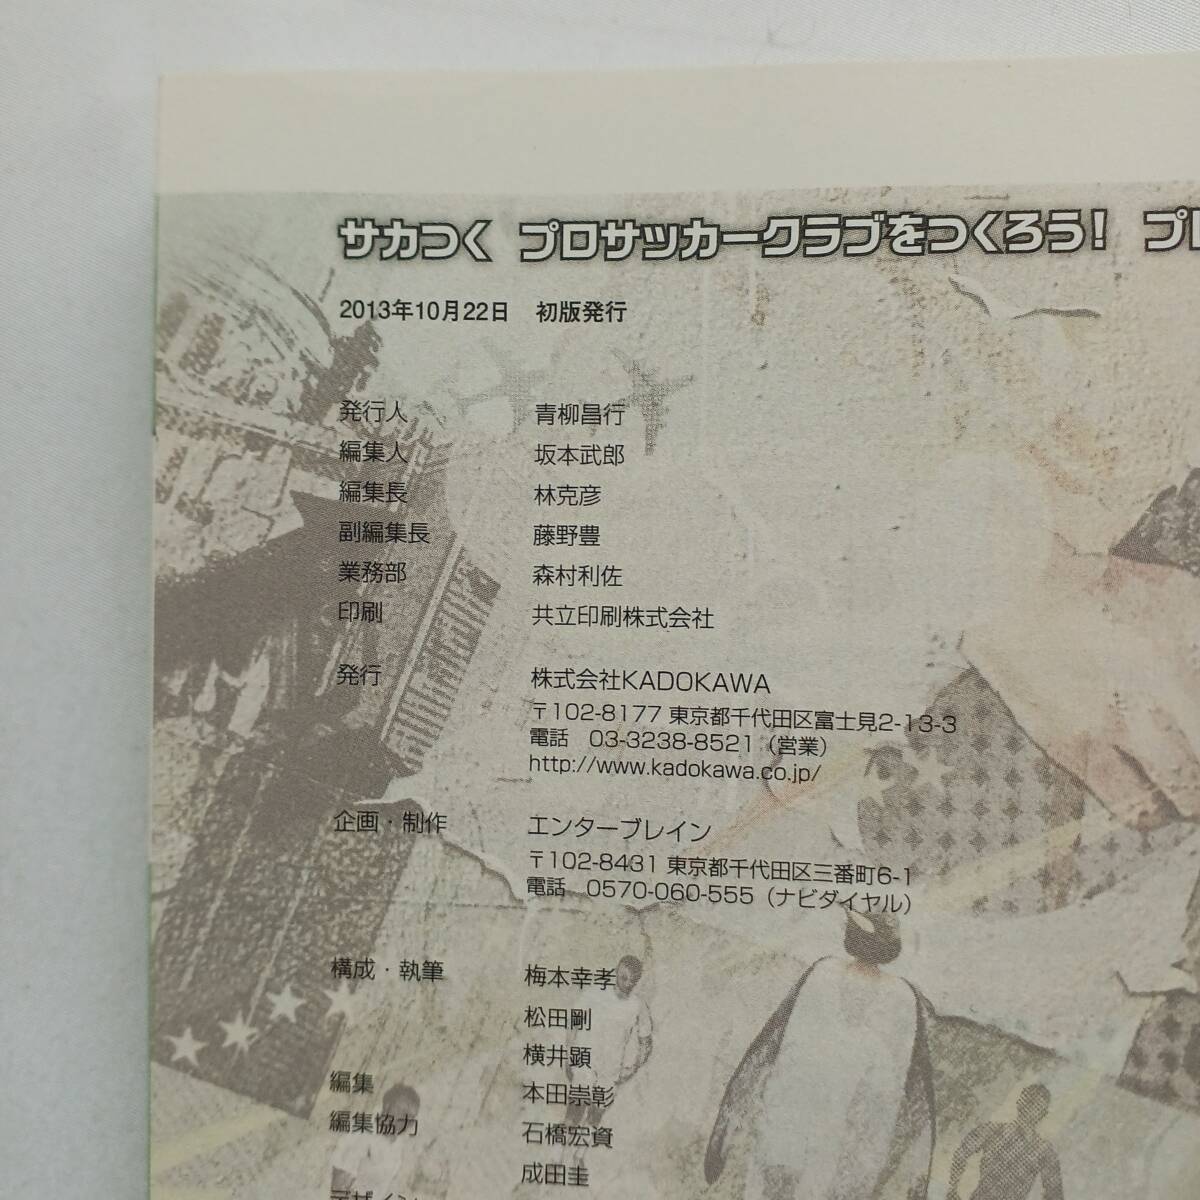 サカつく プロサッカークラブをつくろう! プ
2013年10月22日 初版発行
発行人 青柳昌行
編集人 坂本武郎
編集長 林克彦
副編集長 藤野豊
業務部 森村利佐
印刷 共立印刷株式会社
発行 株式会社KADOKAWA
〒102-8177 東京都千代田区富士見2-13-3
電話 03-3238-8521（営業）
http://www.kadokawa.co.jp/
企画・制作 エンターブレイン
〒102-8431 東京都千代田区三番町6-1
電話 0570-060-555（ナビダイヤル）
構成・執筆 梅本幸孝
松田剛
横井顕
編集 本田崇彰
編集協力 石橋宏資
成田圭
デザイン